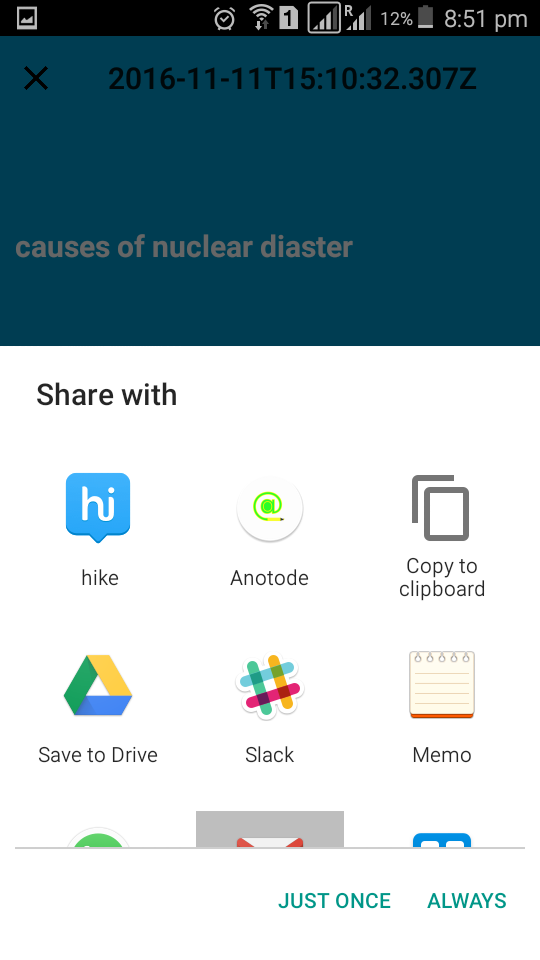 1 R 12% 8:51 pm
2016-11-11T15:10:32.307Z
causes of nuclear diaster
Share with
hi @
hike Anotode Copy to
clipboard
Save to Drive Slack Memo
JUST ONCE ALWAYS